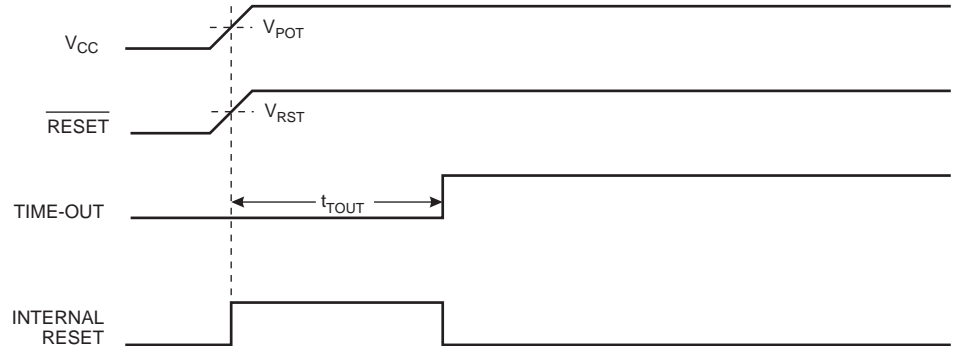 VCC
VPOT
RESET
VRST
TIME-OUT
tTOUT
INTERNAL
RESET